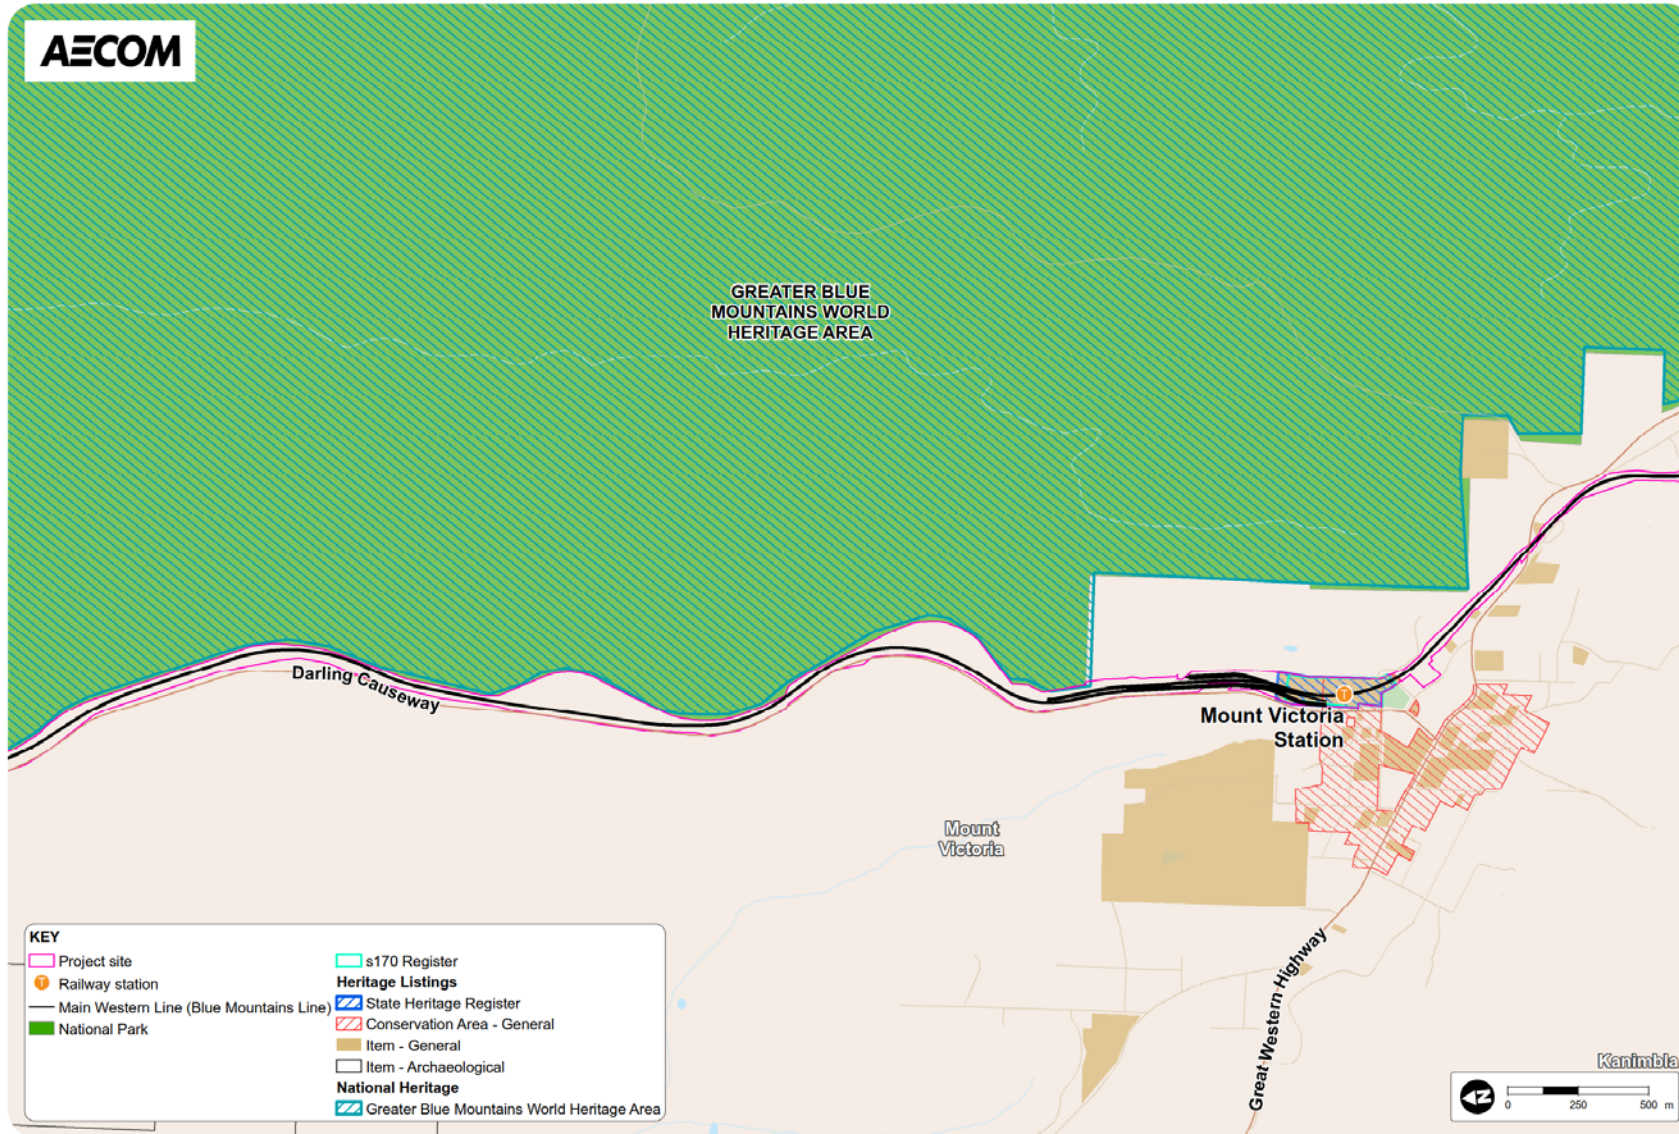 AECOM
GREATER BLUE
MOUNTAINS WORLD
HERITAGE AREA
Darling Causeway
T
Mount Victoria
Station
Mount
Victoria
Great Western Highway
Kanimbla
KEY
Project site
T
Railway station
Main Western Line (Blue Mountains Line)
National Park
s170 Register
Heritage Listings
State Heritage Register
Conservation Area - General
Item - General
Item - Archaeological
National Heritage
Greater Blue Mountains World Heritage Area
N
0
250
500
m